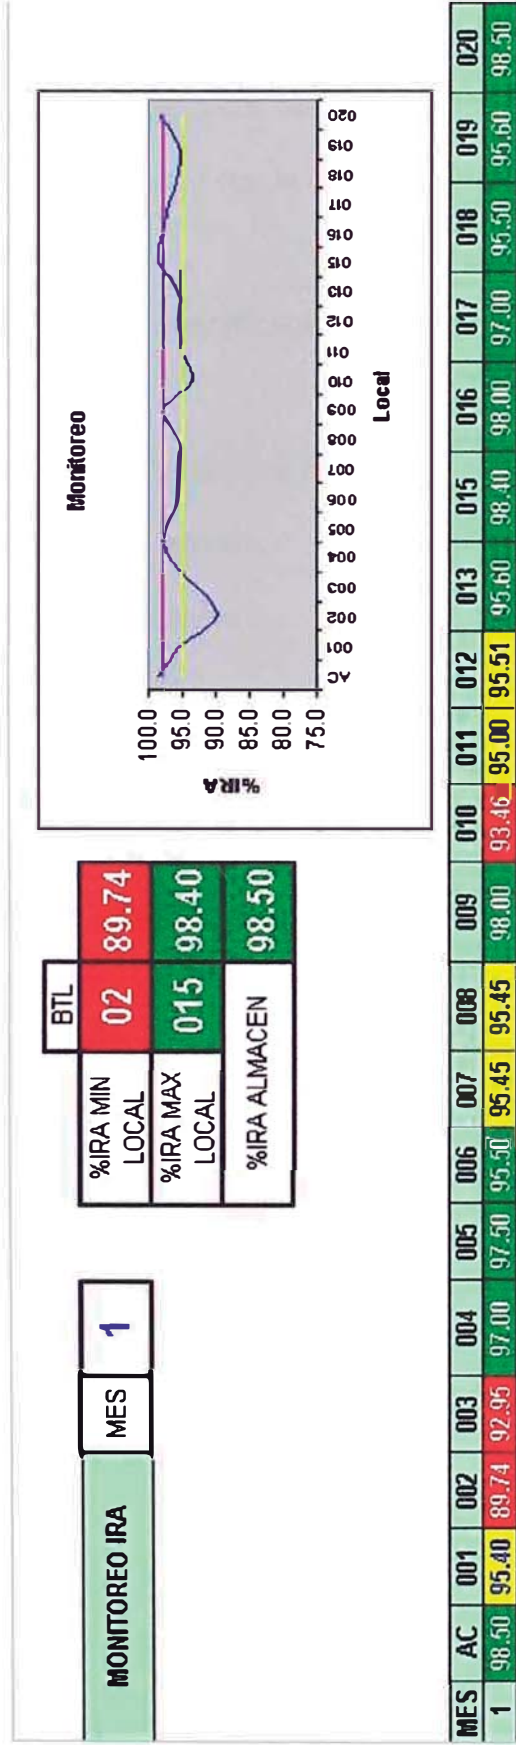 MONITOREO IRA
MES 1
BTL
%IRA MIN LOCAL 02 89.74
%IRA MAX LOCAL 015 98.40
%IRA ALMACEN 98.50
Monitoreo
%IRA
100.0
95.0
90.0
85.0
80.0
75.0
AC 001 002 003 004 005 006 007 008 009 010 011 012 013 015 016 017 018 019 020
Local
MES AC 001 002 003 004 005 006 007 008 009 010 011 012 013 015 016 017 018 019 020
1 98.50 95.40 89.74 92.95 97.00 97.50 95.50 95.45 95.45 98.00 93.46 95.00 95.51 95.60 98.40 98.00 97.00 95.50 95.60 98.50